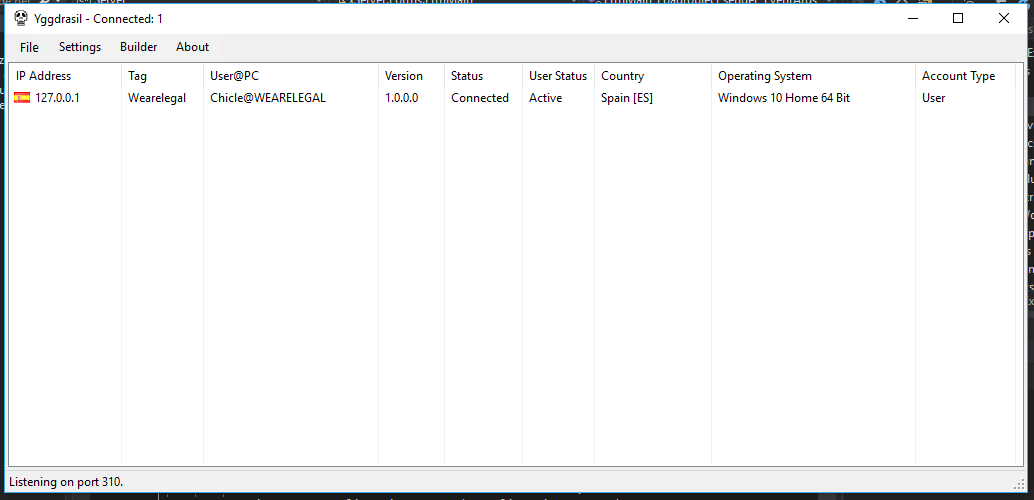 Yggdrasil - Connected: 1
File Settings Builder About
IP Address Tag User@PC Version Status User Status Country Operating System Account Type
127.0.0.1 Wearelegal Chicle@WEARELEGAL 1.0.0.0 Connected Active Spain [ES] Windows 10 Home 64 Bit User
Listening on port 310.